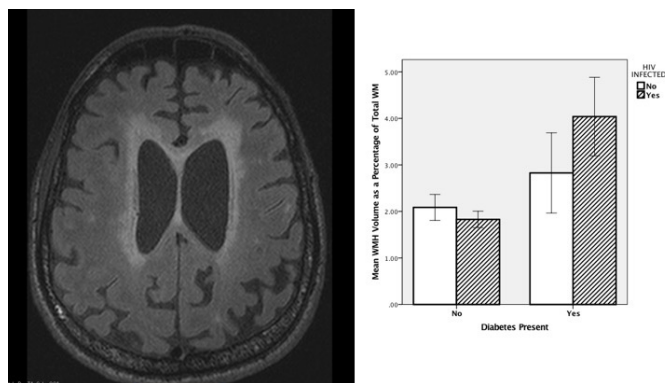 HIV
INFECTED
No
Yes
Mean WMH Volume as a Percentage of Total WM
5.00
4.00
3.00
2.00
1.00
.00
No
Yes
Diabetes Present